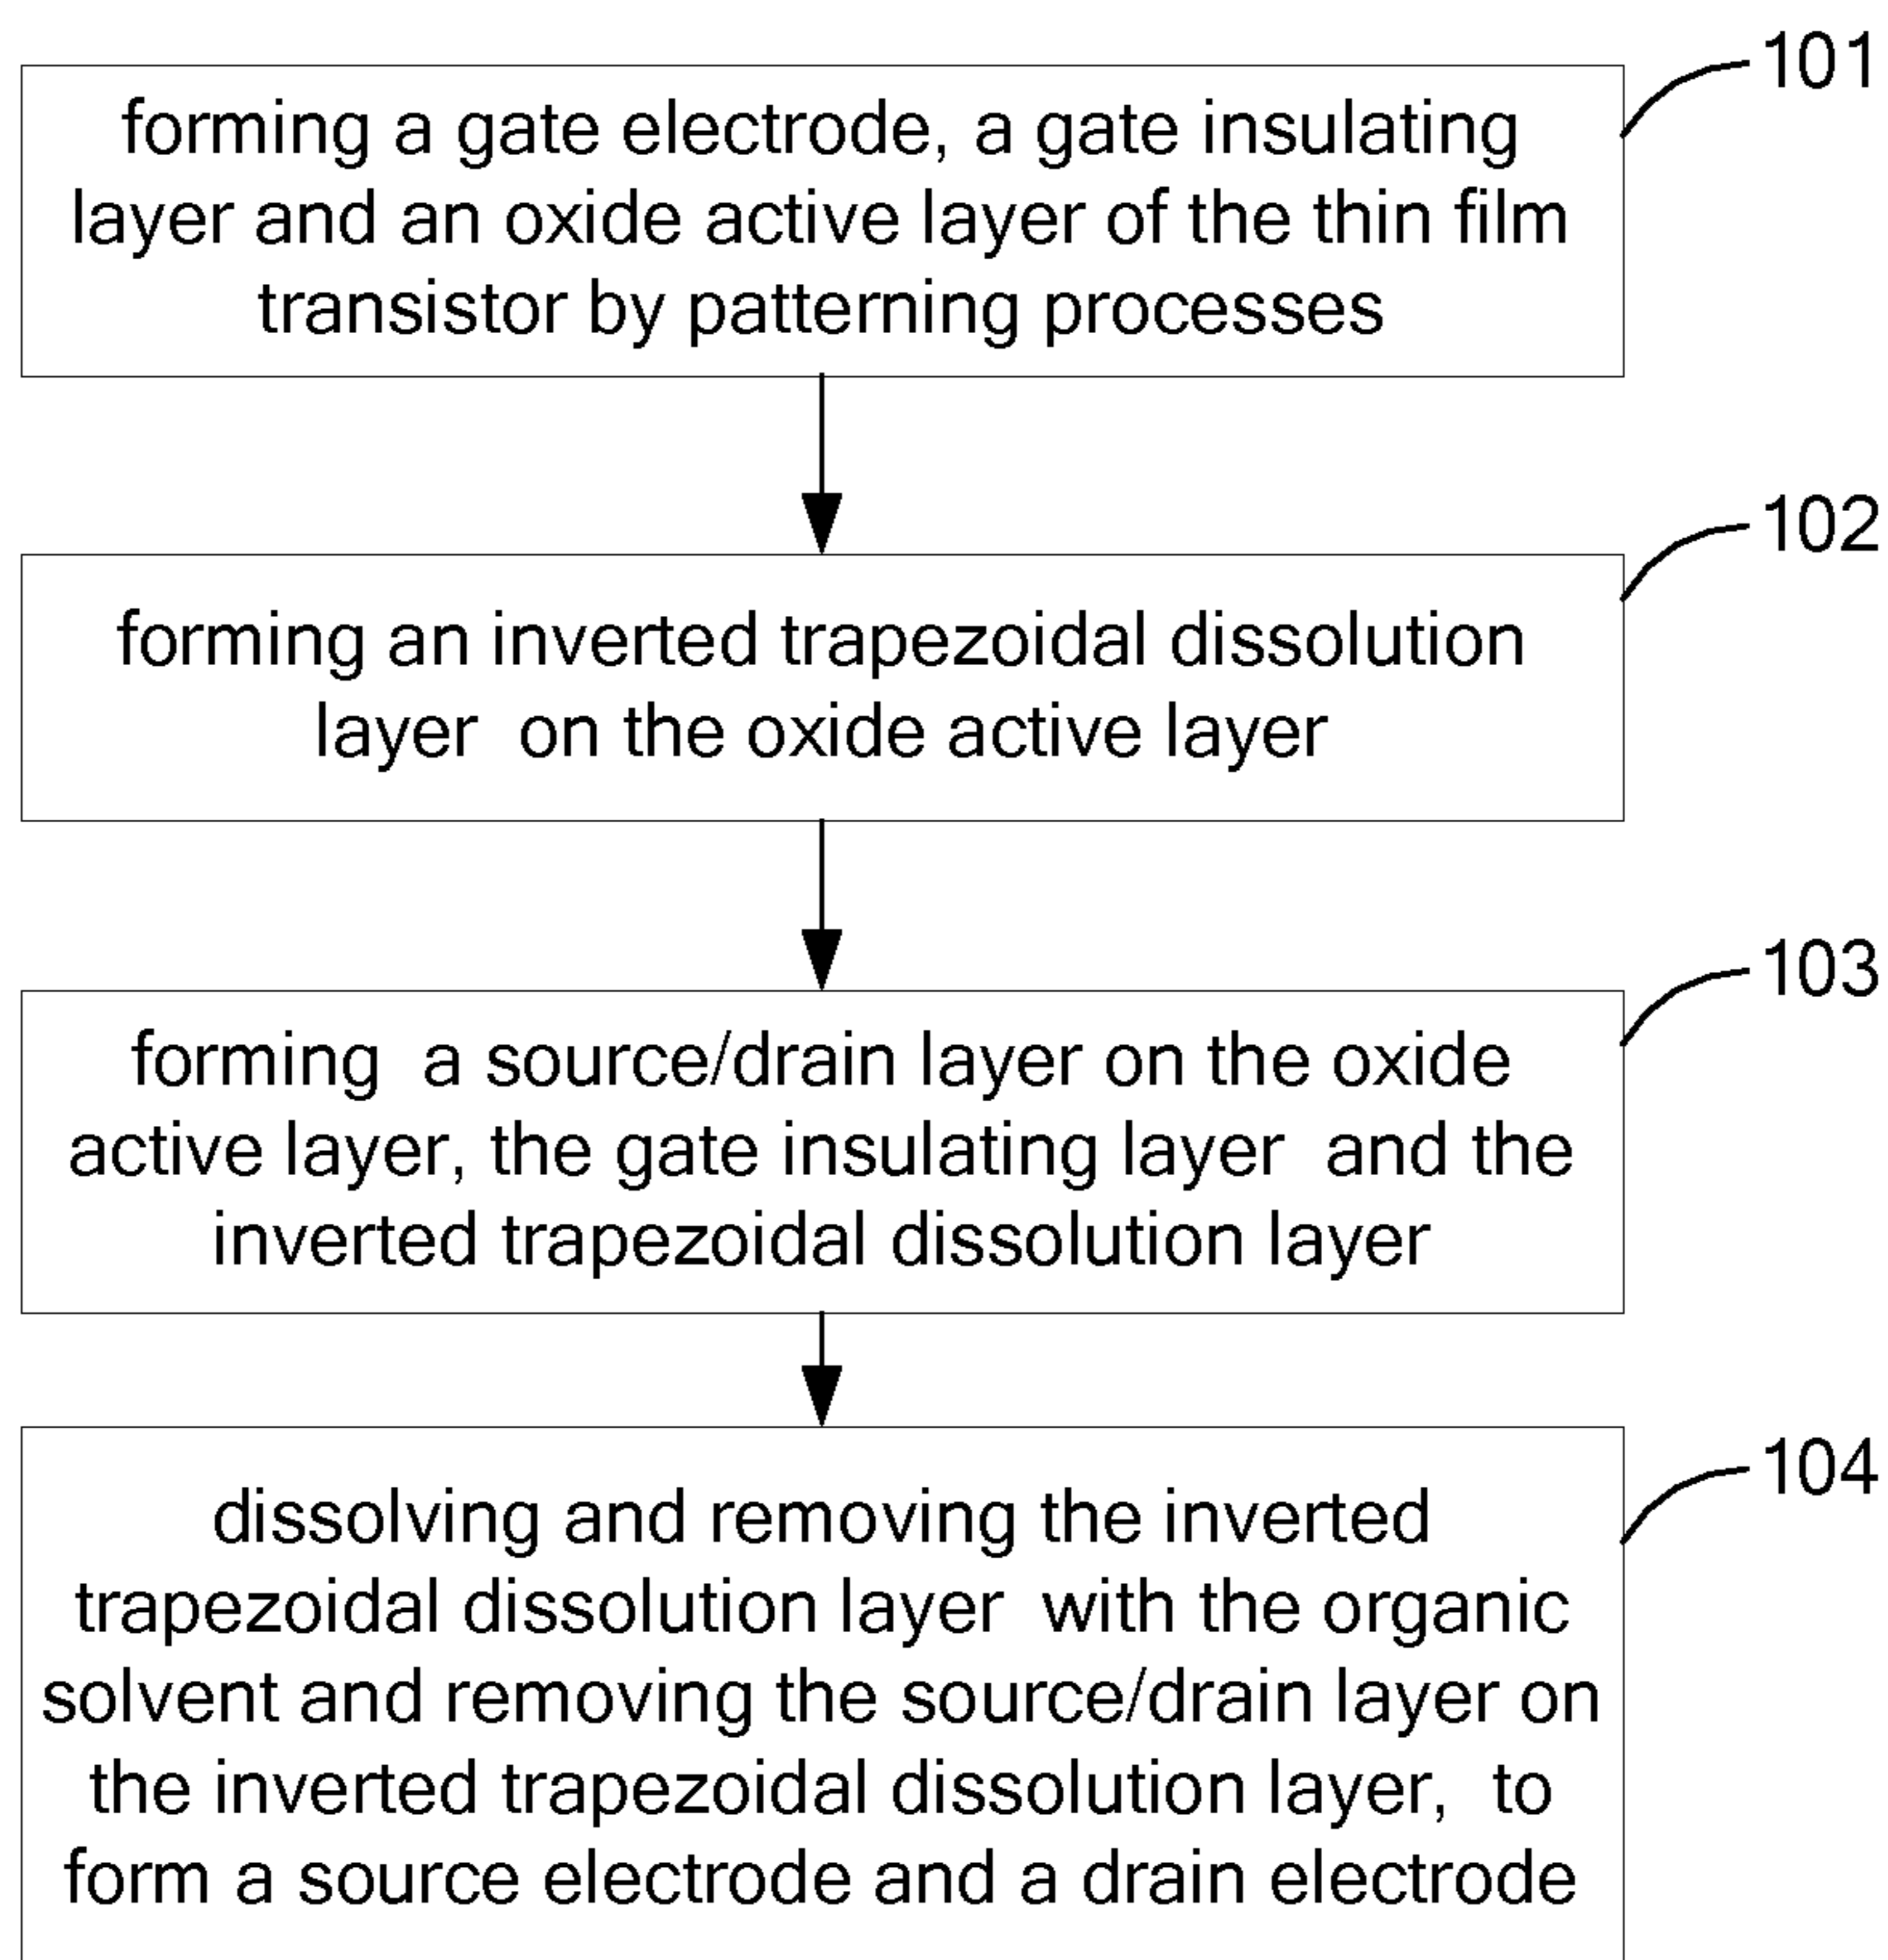 101
forming a gate electrode, a gate insulating
layer and an oxide active layer of the thin film
transistor by patterning processes
102
forming an inverted trapezoidal dissolution
layer on the oxide active layer
103
forming a source/drain layer on the oxide
active layer, the gate insulating layer and the
inverted trapezoidal dissolution layer
104
dissolving and removing the inverted
trapezoidal dissolution layer with the organic
solvent and removing the source/drain layer on
the inverted trapezoidal dissolution layer, to
form a source electrode and a drain electrode